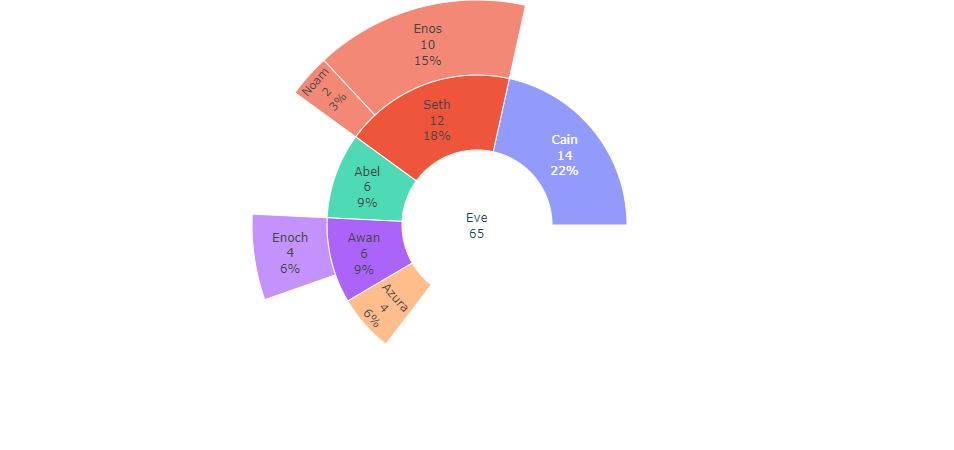 Enos
10
15%
Noam
2
3%
Seth
12
18%
Cain
14
22%
Abel
6
9%
Eve
65
Enoch
4
6%
Awan
6
9%
Azura
4
6%